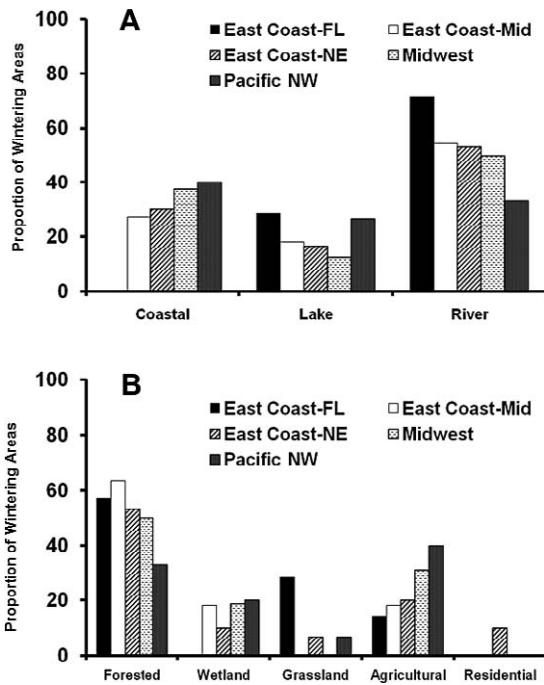 A
East Coast-FL East Coast-Mid
East Coast-NE Midwest
Pacific NW
Proportion of Wintering Areas
100
80
60
40
20
0
Coastal Lake River
B
East Coast-FL East Coast-Mid
East Coast-NE Midwest
Pacific NW
Proportion of Wintering Areas
100
80
60
40
20
0
Forested Wetland Grassland Agricultural Residential